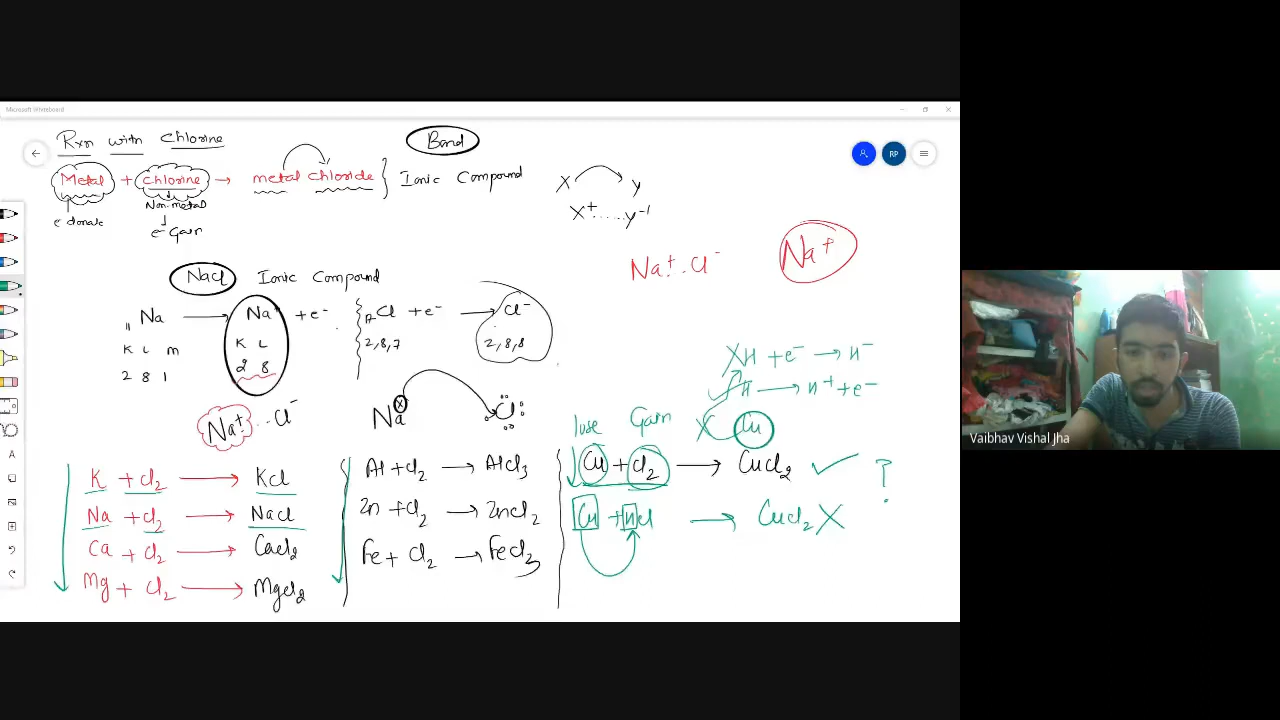 Microsoft Whiteboard
Rxn with Chlorine
Bond
Metal + chlorine → metal chloride } Ionic Compound
Non-metal
e⁻ donate
e⁻ Gain
X Y
X⁺.....Y⁻¹
RP
Na⁺..Cl⁻
Na⁺
NaCl Ionic Compound
₁₁Na → Na⁺ + e⁻
K L M
2 8 1
K L
2 8
₁₇Cl + e⁻ → Cl⁻
2,8,7
2,8,8
XH + e⁻ → H⁻
H → H⁺ + e⁻
Na⁺..Cl⁻
Na Cl
lose Gain X Cu
K + Cl₂ → KCl
Na + Cl₂ → NaCl
Ca + Cl₂ → CaCl₂
Mg + Cl₂ → MgCl₂
Al + Cl₂ → AlCl₃
Zn + Cl₂ → ZnCl₂
Fe + Cl₂ → FeCl₃
Cu + Cl₂ → CuCl₂ ✓ ?
Cu + HCl → CuCl₂ X
Vaibhav Vishal Jha